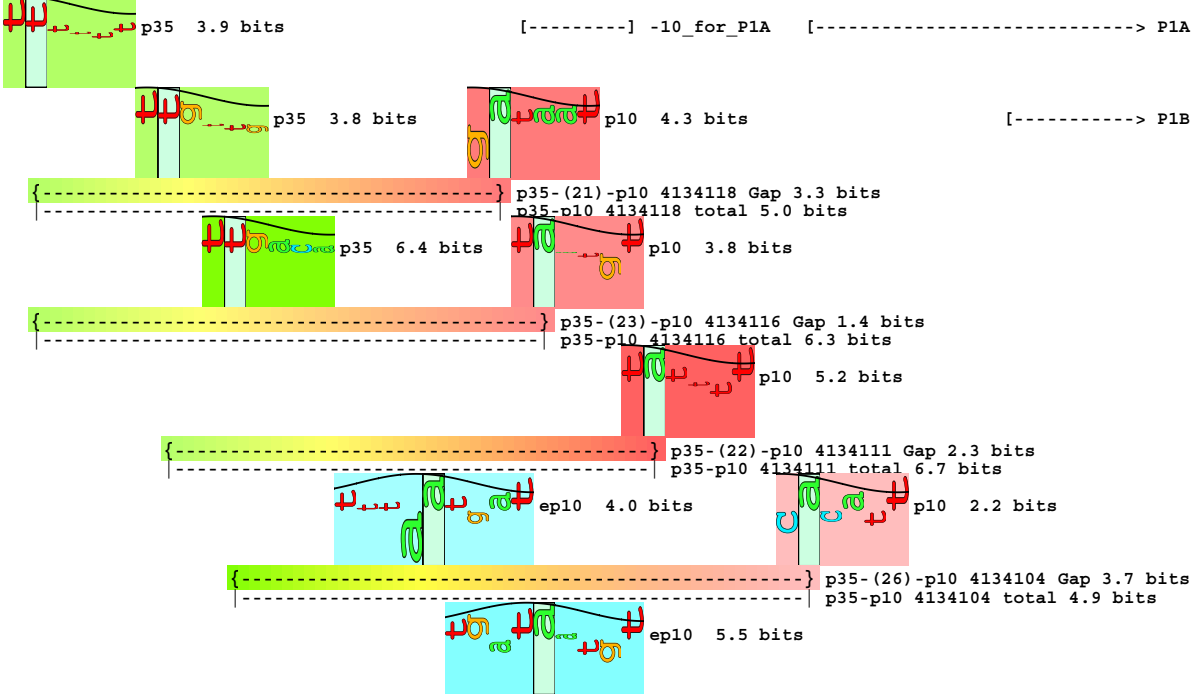 p35 3.9 bits [---------] -10_for_P1A [--------------------------> P1A
p35 3.8 bits p10 4.3 bits [-----------> P1B
p35-(21)-p10 4134118 Gap 3.3 bits
p35-p10 4134118 total 5.0 bits
p35 6.4 bits p10 3.8 bits
p35-(23)-p10 4134116 Gap 1.4 bits
p35-p10 4134116 total 6.3 bits
p10 5.2 bits
p35-(22)-p10 4134111 Gap 2.3 bits
p35-p10 4134111 total 6.7 bits
ep10 4.0 bits p10 2.2 bits
p35-(26)-p10 4134104 Gap 3.7 bits
p35-p10 4134104 total 4.9 bits
ep10 5.5 bits